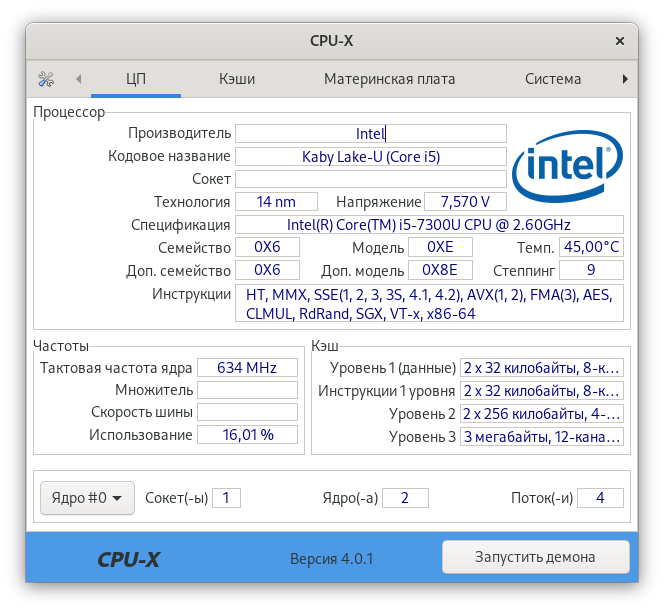 CPU-X
ЦП Кэши Материнская плата Система
Процессор
Производитель Intel
Кодовое название Kaby Lake-U (Core i5)
Сокет
intel
Технология 14 nm Напряжение 7,570 V
Спецификация Intel(R) Core(TM) i5-7300U CPU @ 2.60GHz
Семейство 0X6 Модель 0XE Темп. 45,00°C
Доп. семейство 0X6 Доп. модель 0X8E Степпинг 9
Инструкции HT, MMX, SSE(1, 2, 3, 3S, 4.1, 4.2), AVX(1, 2), FMA(3), AES,
CLMUL, RdRand, SGX, VT-x, x86-64
Частоты
Тактовая частота ядра 634 MHz
Множитель
Скорость шины
Использование 16,01 %
Кэш
Уровень 1 (данные) 2 x 32 килобайты, 8-к...
Инструкции 1 уровня 2 x 32 килобайты, 8-к...
Уровень 2 2 x 256 килобайты, 4-...
Уровень 3 3 мегабайты, 12-кана...
Ядро #0 Сокет(-ы) 1 Ядро(-а) 2 Поток(-и) 4
CPU-X Версия 4.0.1 Запустить демона